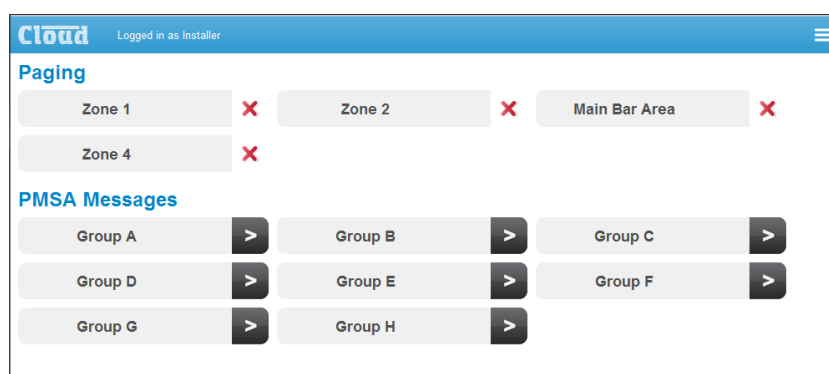 Cloud Logged in as Installer
Paging
Zone 1 Zone 2 Main Bar Area
Zone 4
PMSA Messages
Group A > Group B > Group C >
Group D > Group E > Group F >
Group G > Group H >